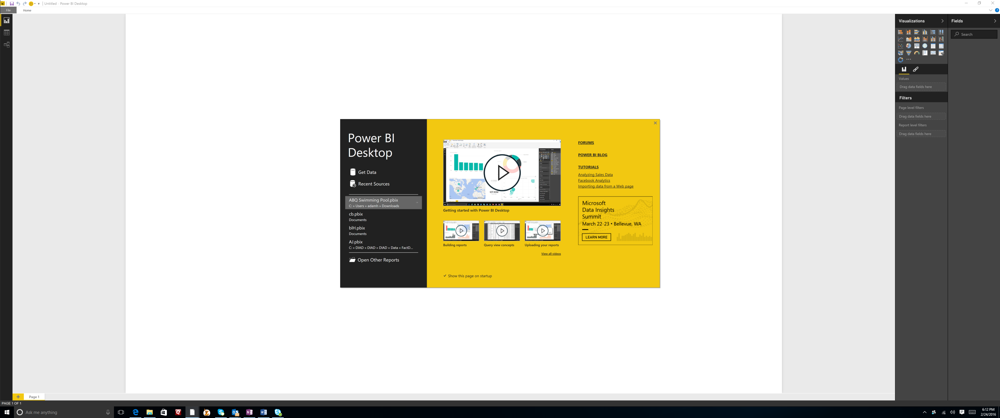 Untitled - Power BI Desktop
File
Home
Visualizations
Fields
Search
Values
Drag data fields here
Filters
Page level filters
Drag data fields here
Report level filters
Drag data fields here
Power BI
Desktop
Get Data
Recent Sources
ABQ Swimming Pool.pbix
C: » Users » adamh » Downloads
cb.pbix
Documents
blH.pbix
Documents
AJ.pbix
C: » DIAD » DIAD » DIAD » Data » FactD...
Open Other Reports
127.93M
Getting started with Power BI Desktop
Building reports
Query view concepts
Uploading your reports
View all videos
Show this page on startup
FORUMS
POWER BI BLOG
TUTORIALS
Analyzing Sales Data
Facebook Analytics
Importing data from a Web page
Microsoft
Data Insights
Summit
March 22-23 • Bellevue, WA
LEARN MORE
Page 1
PAGE 1 OF 1
Ask me anything
6:12 PM
2/24/2016